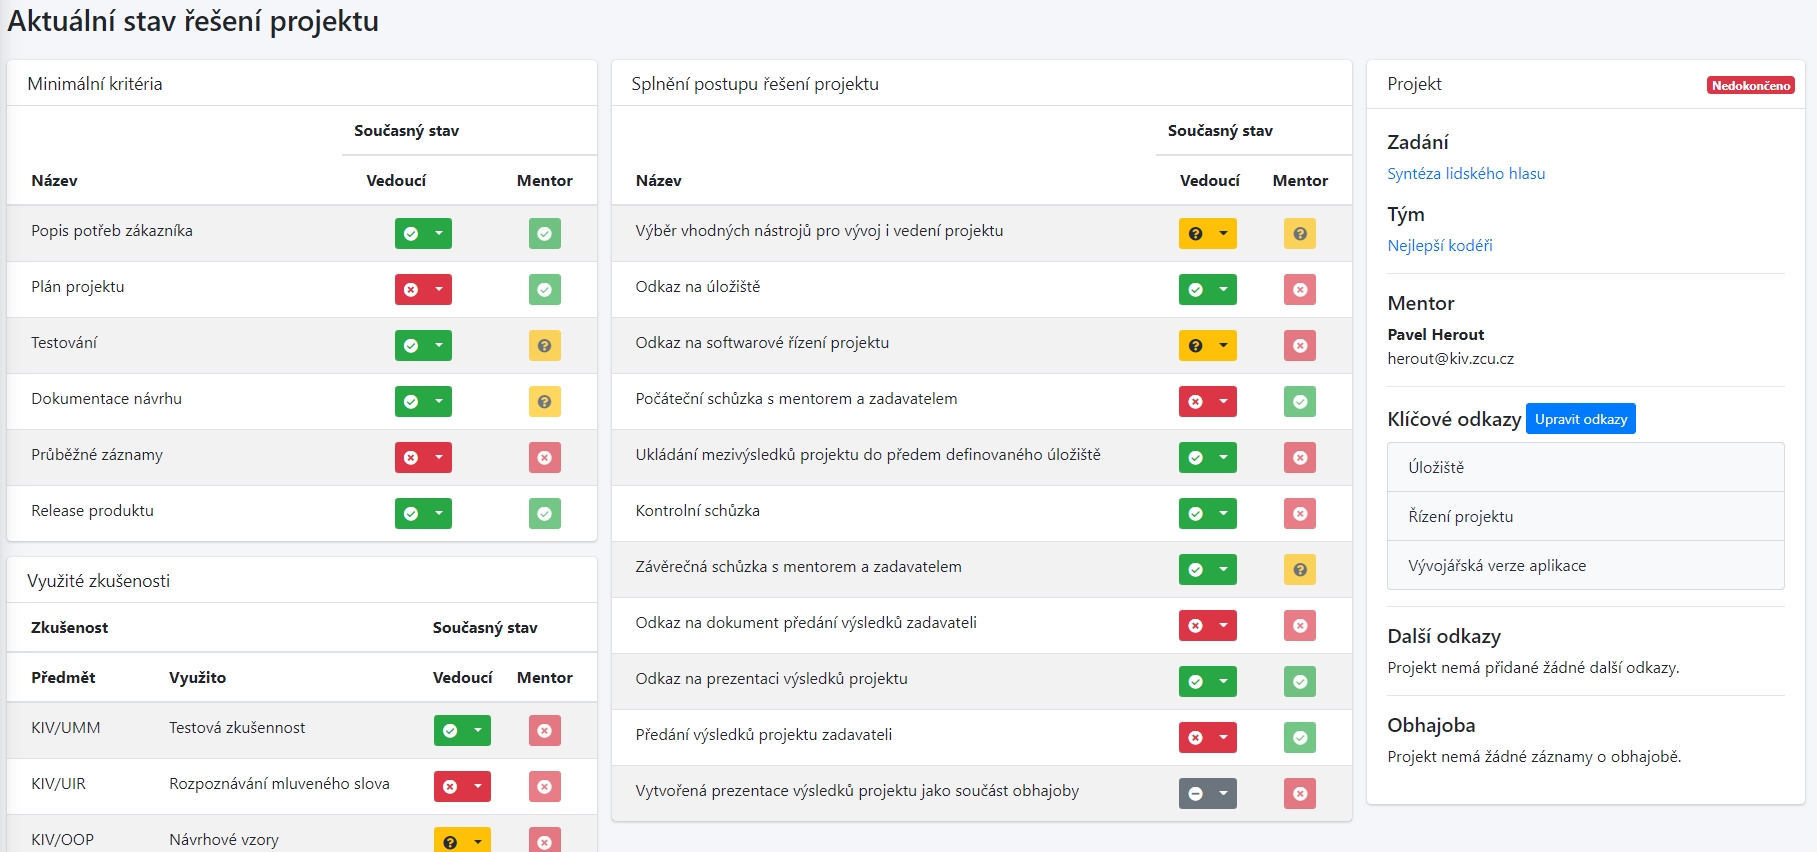 Aktuální stav řešení projektu
Minimální kritéria
Současný stav
Název Vedoucí Mentor
Popis potřeb zákazníka
Plán projektu
Testování
Dokumentace návrhu
Průběžné záznamy
Release produktu
Využité zkušenosti
Zkušenost Současný stav
Předmět Využito Vedoucí Mentor
KIV/UMM Testová zkušennost
KIV/UIR Rozpoznávání mluveného slova
KIV/OOP Návrhové vzory
Splnění postupu řešení projektu
Současný stav
Název Vedoucí Mentor
Výběr vhodných nástrojů pro vývoj i vedení projektu
Odkaz na úložiště
Odkaz na softwarové řízení projektu
Počáteční schůzka s mentorem a zadavatelem
Ukládání mezivýsledků projektu do předem definovaného úložiště
Kontrolní schůzka
Závěrečná schůzka s mentorem a zadavatelem
Odkaz na dokument předání výsledků zadavateli
Odkaz na prezentaci výsledků projektu
Předání výsledků projektu zadavateli
Vytvořená prezentace výsledků projektu jako součást obhajoby
Projekt Nedokončeno
Zadání
Syntéza lidského hlasu
Tým
Nejlepší kodéři
Mentor
Pavel Herout
herout@kiv.zcu.cz
Klíčové odkazy Upravit odkazy
Úložiště
Řízení projektu
Vývojářská verze aplikace
Další odkazy
Projekt nemá přidané žádné další odkazy.
Obhajoba
Projekt nemá žádné záznamy o obhajobě.